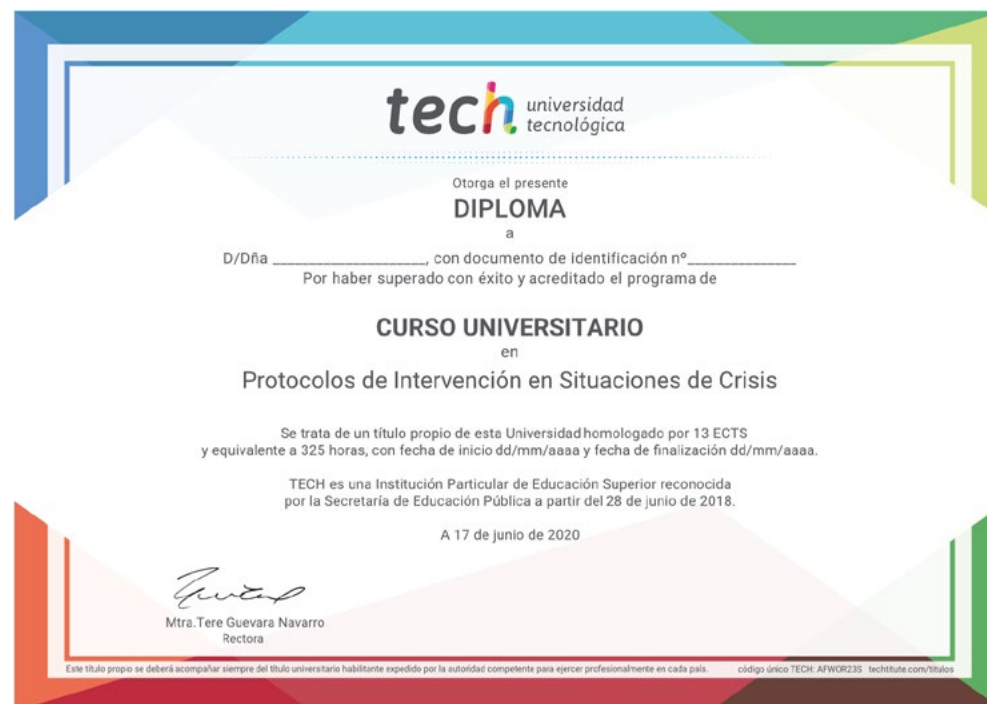 tech universidad
tecnológica
Otorga el presente
DIPLOMA
a
D/Dña ______________________, con documento de identificación nº________________
Por haber superado con éxito y acreditado el programa de
CURSO UNIVERSITARIO
en
Protocolos de Intervención en Situaciones de Crisis
Se trata de un título propio de esta Universidad homologado por 13 ECTS
y equivalente a 325 horas, con fecha de inicio dd/mm/aaaa y fecha de finalización dd/mm/aaaa.
TECH es una Institución Particular de Educación Superior reconocida
por la Secretaría de Educación Pública a partir del 28 de junio de 2018.
A 17 de junio de 2020
Mtra.Tere Guevara Navarro
Rectora
Este título propio se deberá acompañar siempre del título universitario habilitante expedido por la autoridad competente para ejercer profesionalmente en cada país. código único TECH: AFWOR23S techtitute.com/titulos